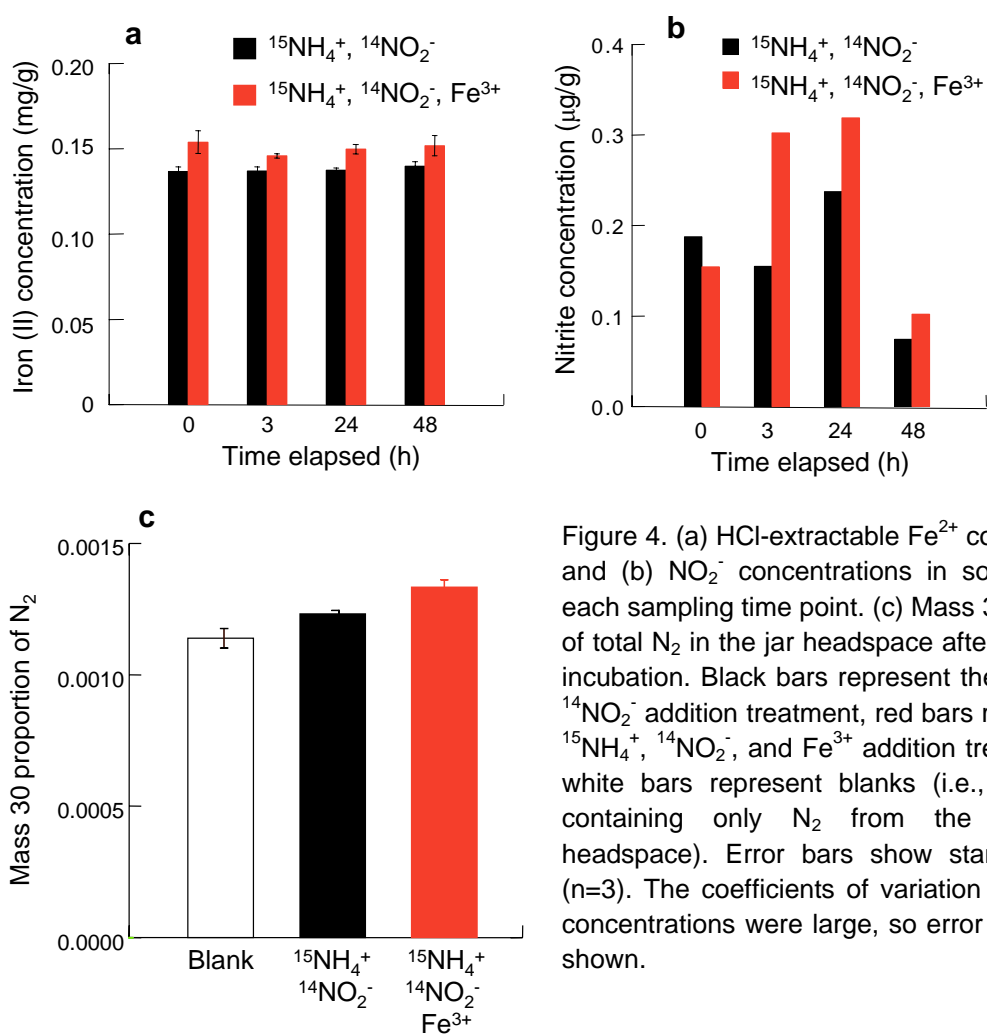 a
¹⁵NH₄⁺, ¹⁴NO₂⁻
¹⁵NH₄⁺, ¹⁴NO₂⁻, Fe³⁺
Iron (II) concentration (mg/g)
0.20
0.15
0.10
0.05
0
0 3 24 48
Time elapsed (h)
b
¹⁵NH₄⁺, ¹⁴NO₂⁻
¹⁵NH₄⁺, ¹⁴NO₂⁻, Fe³⁺
Nitrite concentration (µg/g)
0.4
0.3
0.2
0.1
0.0
0 3 24 48
Time elapsed (h)
c
Mass 30 proportion of N₂
0.0015
0.0010
0.0005
0.0000
Blank
¹⁵NH₄⁺
¹⁴NO₂⁻
¹⁵NH₄⁺
¹⁴NO₂⁻
Fe³⁺
Figure 4. (a) HCl-extractable Fe²⁺ co
and (b) NO₂⁻ concentrations in so
each sampling time point. (c) Mass 3
of total N₂ in the jar headspace after
incubation. Black bars represent the
¹⁴NO₂⁻ addition treatment, red bars r
¹⁵NH₄⁺, ¹⁴NO₂⁻, and Fe³⁺ addition tre
white bars represent blanks (i.e.,
containing only N₂ from the
headspace). Error bars show star
(n=3). The coefficients of variation
concentrations were large, so error
shown.